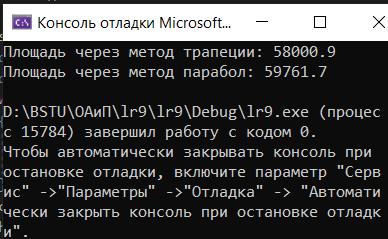 Консоль отладки Microsoft...
Площадь через метод трапеции: 58000.9
Площадь через метод парабол: 59761.7
D:\BSTU\ОАиП\lr9\lr9\Debug\lr9.exe (процес
с 15784) завершил работу с кодом 0.
Чтобы автоматически закрывать консоль при
остановке отладки, включите параметр "Серв
ис" ->"Параметры" ->"Отладка" -> "Автомати
чески закрыть консоль при остановке отладк
и".